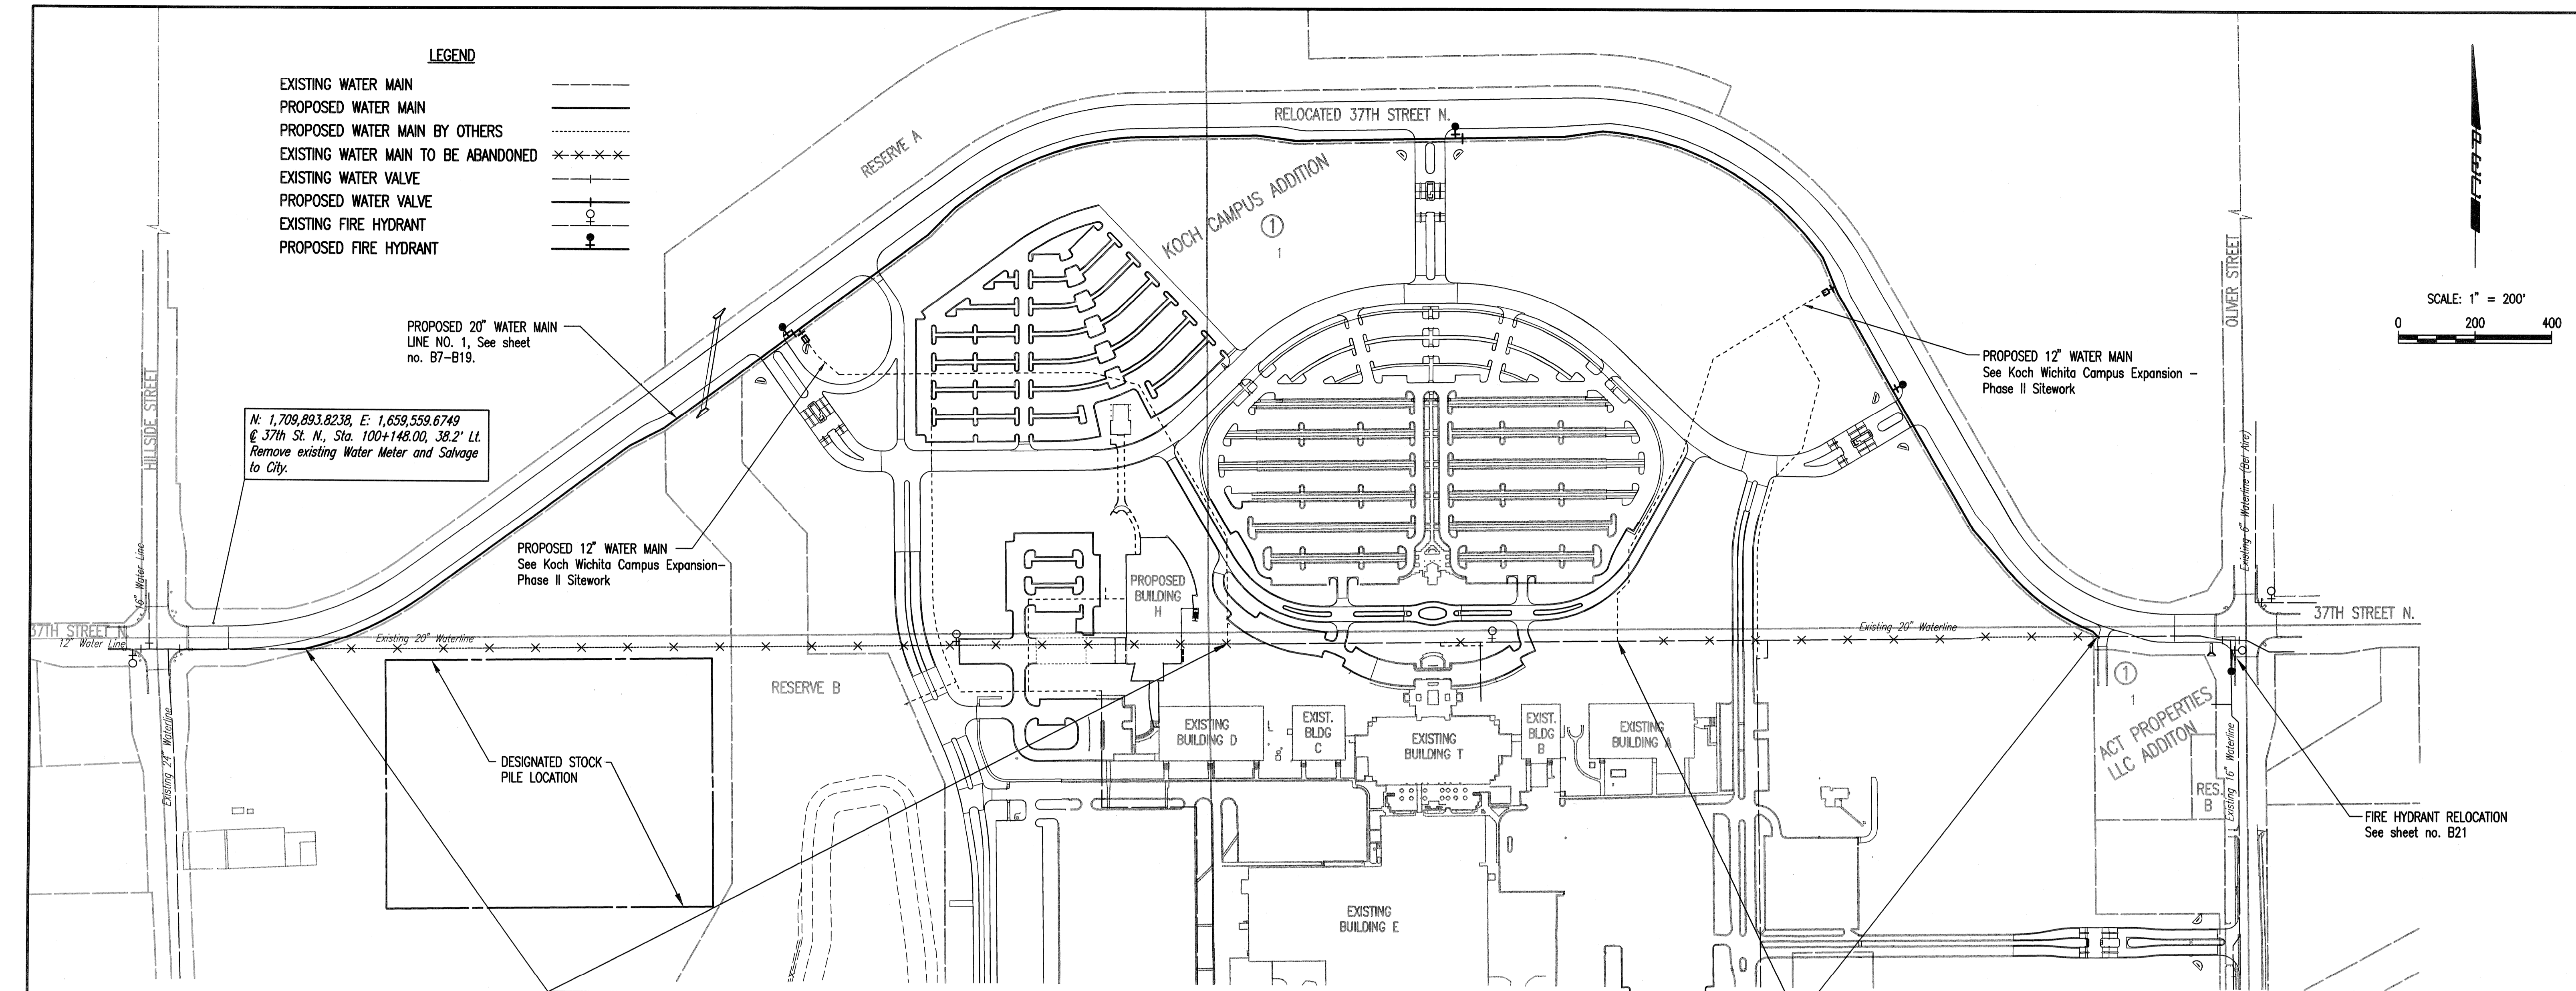 LEGEND
EXISTING WATER MAIN
PROPOSED WATER MAIN
PROPOSED WATER MAIN BY OTHERS
EXISTING WATER MAIN TO BE ABANDONED
EXISTING WATER VALVE
PROPOSED WATER VALVE
EXISTING FIRE HYDRANT
PROPOSED FIRE HYDRANT
RELOCATED 37TH STREET N.
RESERVE A
KOCH CAMPUS ADDITION
1
1
SCALE: 1" = 200'
0 200 400
OLIVER STREET
HILLSIDE STREET
PROPOSED 20" WATER MAIN
LINE NO. 1, See sheet
no. B7-B19.
PROPOSED 12" WATER MAIN
See Koch Wichita Campus Expansion -
Phase II Sitework
N: 1,709,893.8238, E: 1,659,559.6749
℄ 37th St. N., Sta. 100+148.00, 38.2' Lt.
Remove existing Water Meter and Salvage
to City.
PROPOSED 12" WATER MAIN
See Koch Wichita Campus Expansion-
Phase II Sitework
16" Water Line
Existing 6" Waterline (Bel Aire)
PROPOSED
BUILDING
H
37TH STREET N.
12" Water Line
Existing 20" Waterline
Existing 20" Waterline
37TH STREET N.
RESERVE B
Existing 24" Waterline
DESIGNATED STOCK
PILE LOCATION
EXISTING
BUILDING D
EXIST.
BLDG
C
EXISTING
BUILDING T
EXIST.
BLDG
B
EXISTING
BUILDING A
1
1
ACT PROPERTIES
LLC ADDITON
RES.
B
Existing 16" Waterline
FIRE HYDRANT RELOCATION
See sheet no. B21
EXISTING
BUILDING E